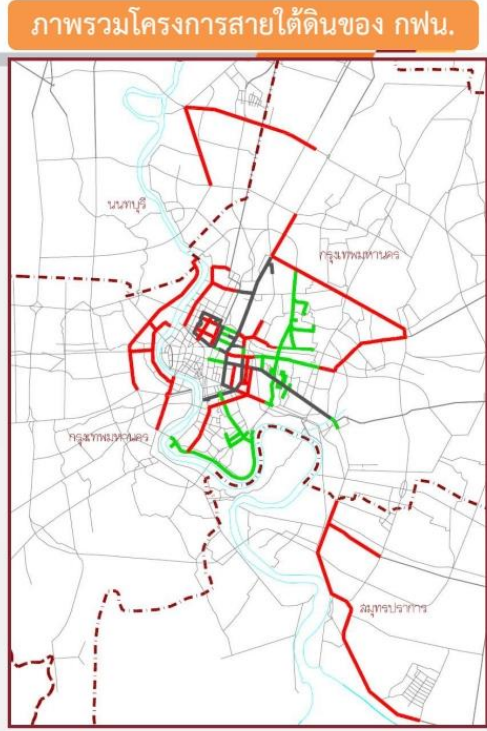 ภาพรวมโครงการสายใต้ดินของ กฟน.
นนทบุรี
กรุงเทพมหานคร
กรุงเทพมหานคร
สมุทรปราการ